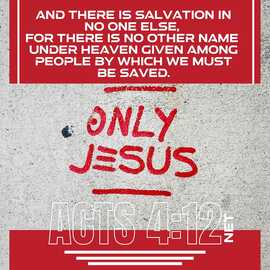 AND THERE IS SALVATION IN
NO ONE ELSE,
FOR THERE IS NO OTHER NAME
UNDER HEAVEN GIVEN AMONG
PEOPLE BY WHICH WE MUST
BE SAVED.
ONLY
JESUS
ACTS 4:12
NET